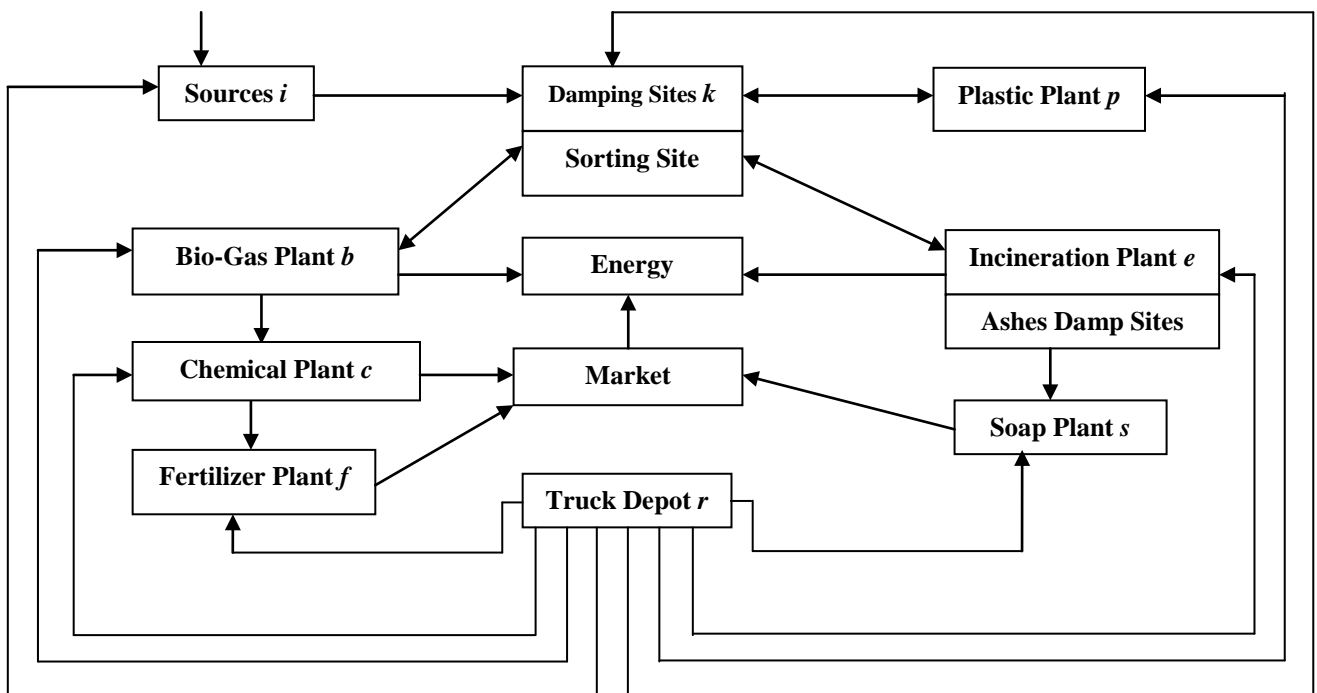 Sources i
Damping Sites k
Plastic Plant p
Sorting Site
Bio-Gas Plant b
Energy
Incineration Plant e
Ashes Damp Sites
Chemical Plant c
Market
Soap Plant s
Fertilizer Plant f
Truck Depot r